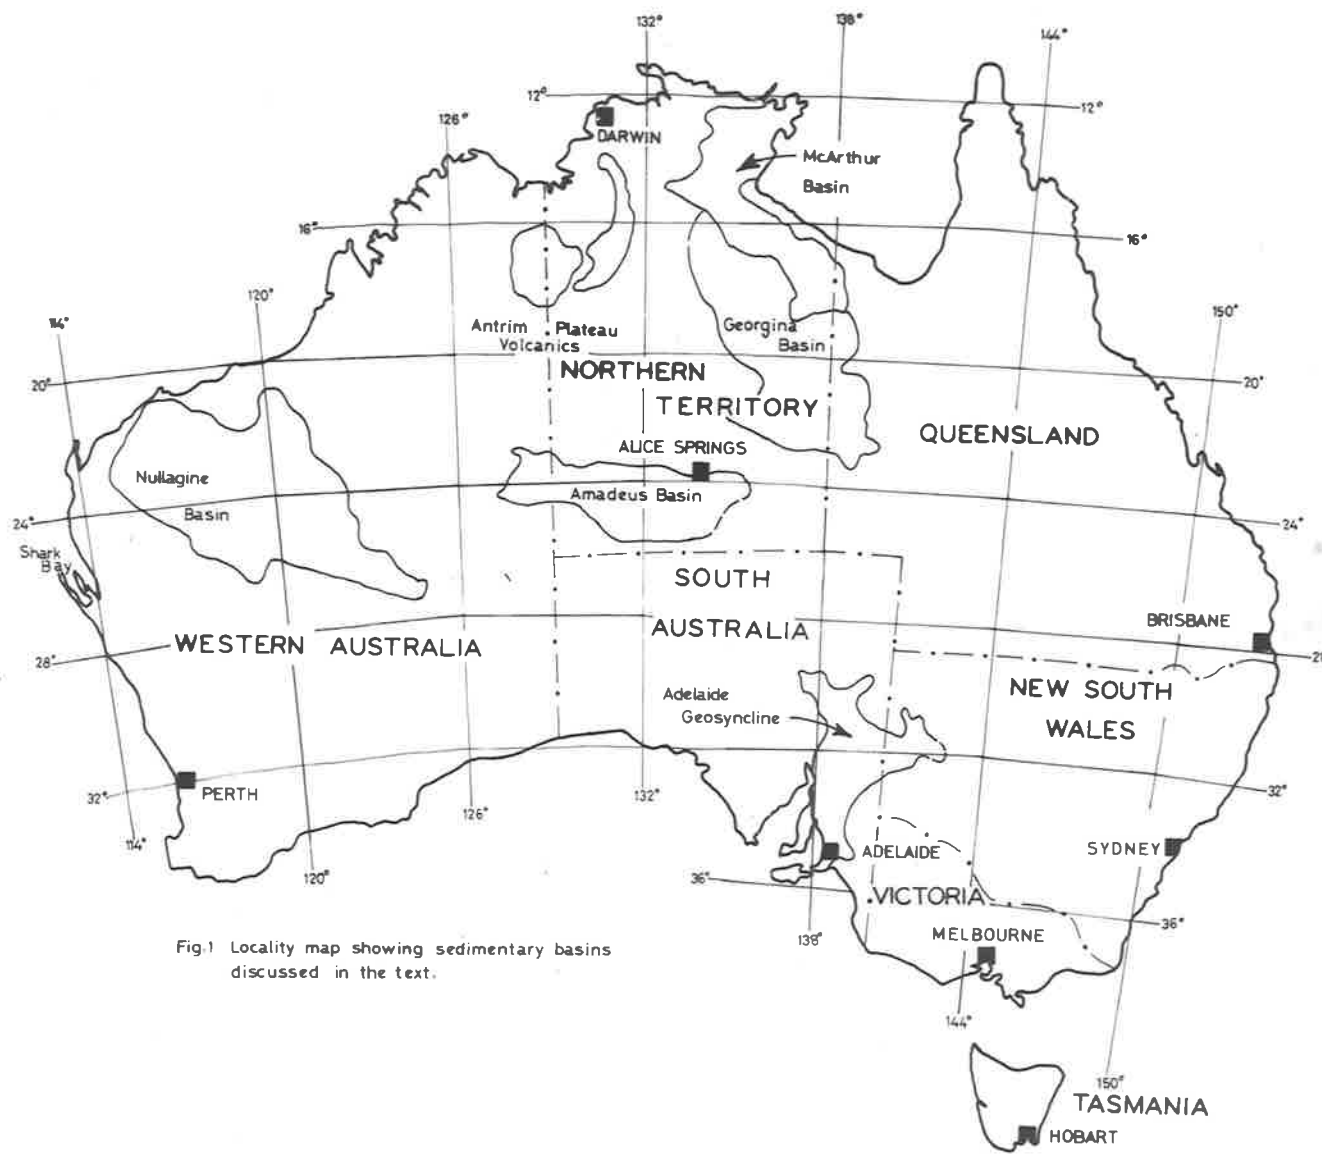 132°
138°
144°
12°
12°
126°
DARWIN
McArthur
Basin
16°
16°
120°
114°
150°
Antrim Plateau
Volcanics
Georgina
Basin
20°
20°
NORTHERN
TERRITORY
QUEENSLAND
ALICE SPRINGS
Nullagine
Basin
Amadeus Basin
24°
24°
Shark
Bay
SOUTH
AUSTRALIA
BRISBANE
WESTERN AUSTRALIA
28°
NEW SOUTH
WALES
Adelaide
Geosyncline
32°
PERTH
132°
32°
126°
114°
120°
ADELAIDE
SYDNEY
36°
VICTORIA
36°
138°
MELBOURNE
Fig.1 Locality map showing sedimentary basins
discussed in the text.
144°
150°
TASMANIA
HOBART